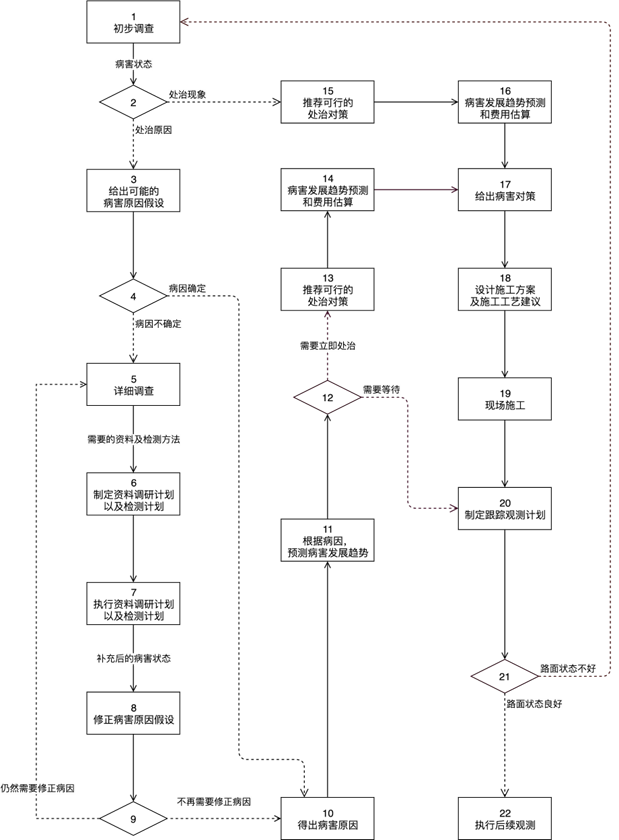 1
初步调查
病害状态
2
处治现象
处治原因
3
给出可能的
病害原因假设
4
病因确定
病因不确定
5
详细调查
需要的资料及检测方法
6
制定资料调研计划
以及检测计划
7
执行资料调研计划
以及检测计划
补充后的病害状态
8
修正病害原因假设
仍然需要修正病因
9
不再需要修正病因
10
得出病害原因
11
根据病因,
预测病害发展趋势
12
需要等待
需要立即处治
13
推荐可行的
处治对策
14
病害发展趋势预测
和费用估算
15
推荐可行的
处治对策
16
病害发展趋势预测
和费用估算
17
给出病害对策
18
设计施工方案
及施工工艺建议
19
现场施工
20
制定跟踪观测计划
21
路面状态不好
路面状态良好
22
执行后续观测